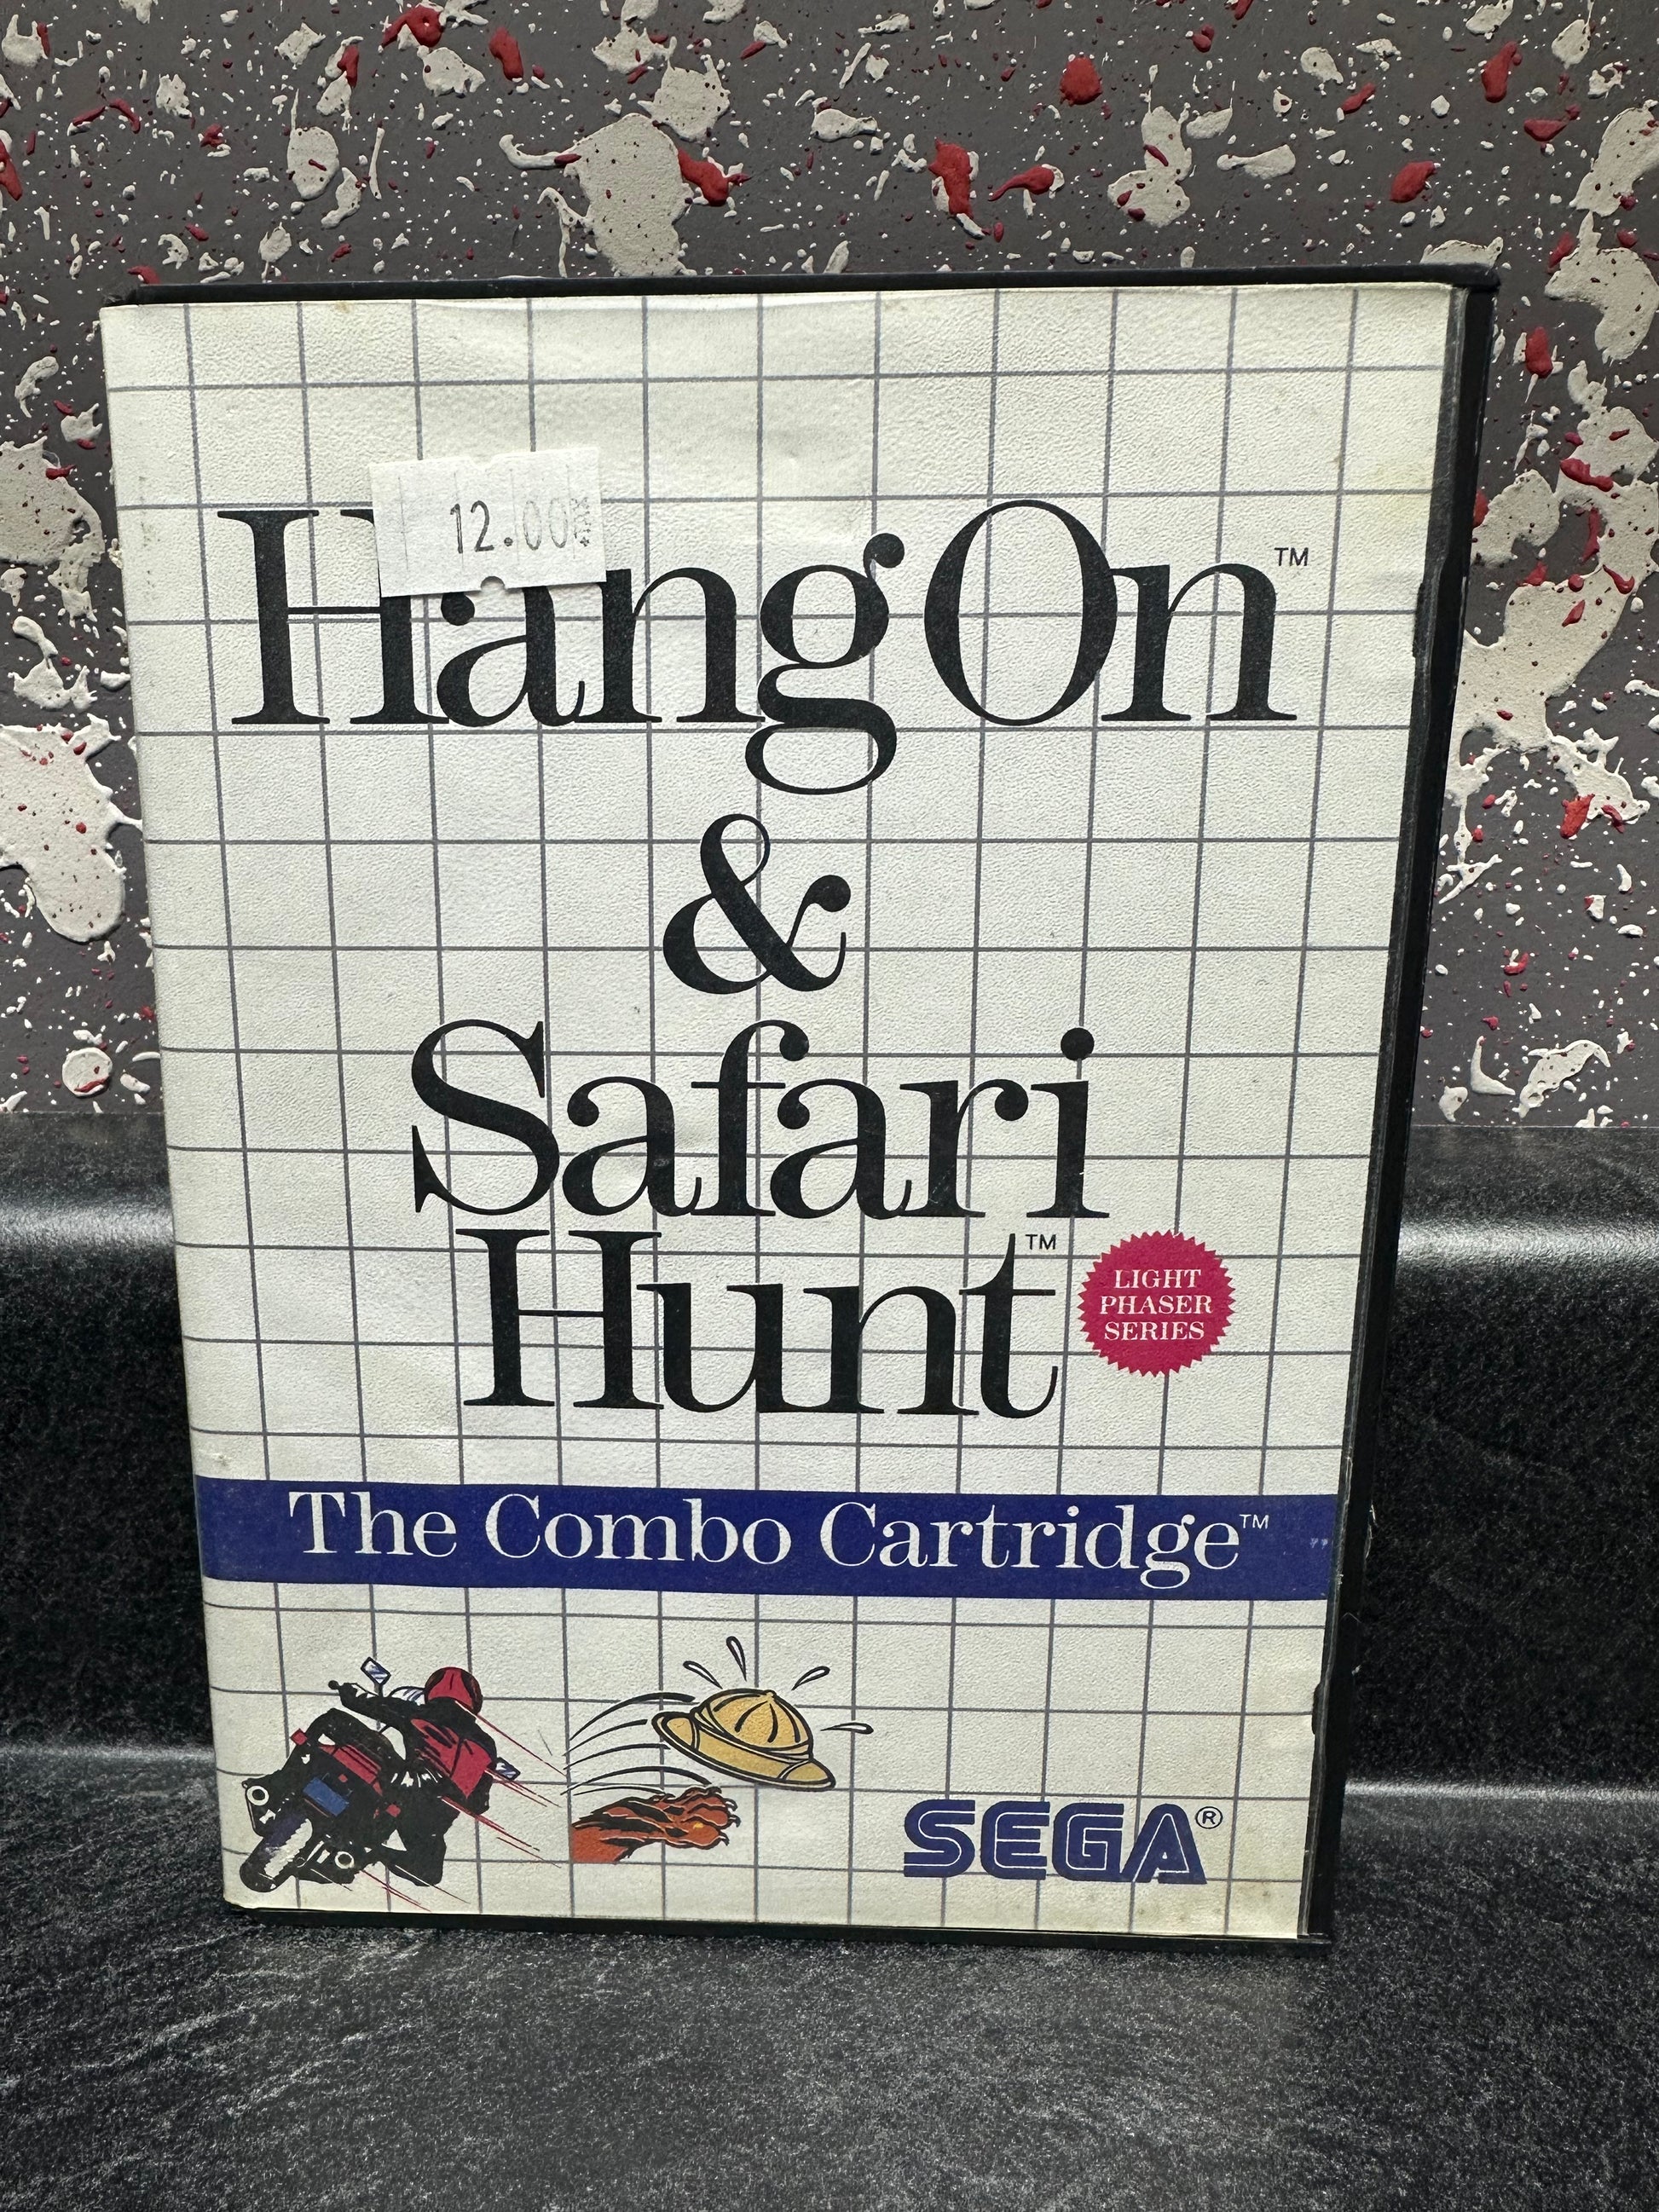 12.00
Hang On™
&
Safari
Hunt™
LIGHT
PHASER
SERIES
The Combo Cartridge™
SEGA®